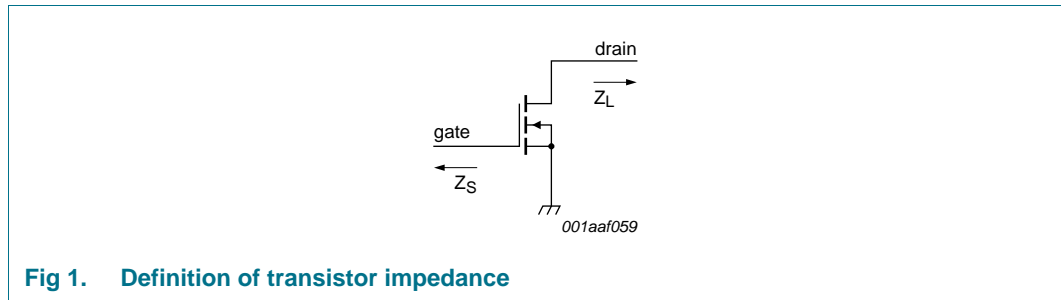 drain
Z_L
gate
Z_S
001aaf059
Fig 1. Definition of transistor impedance